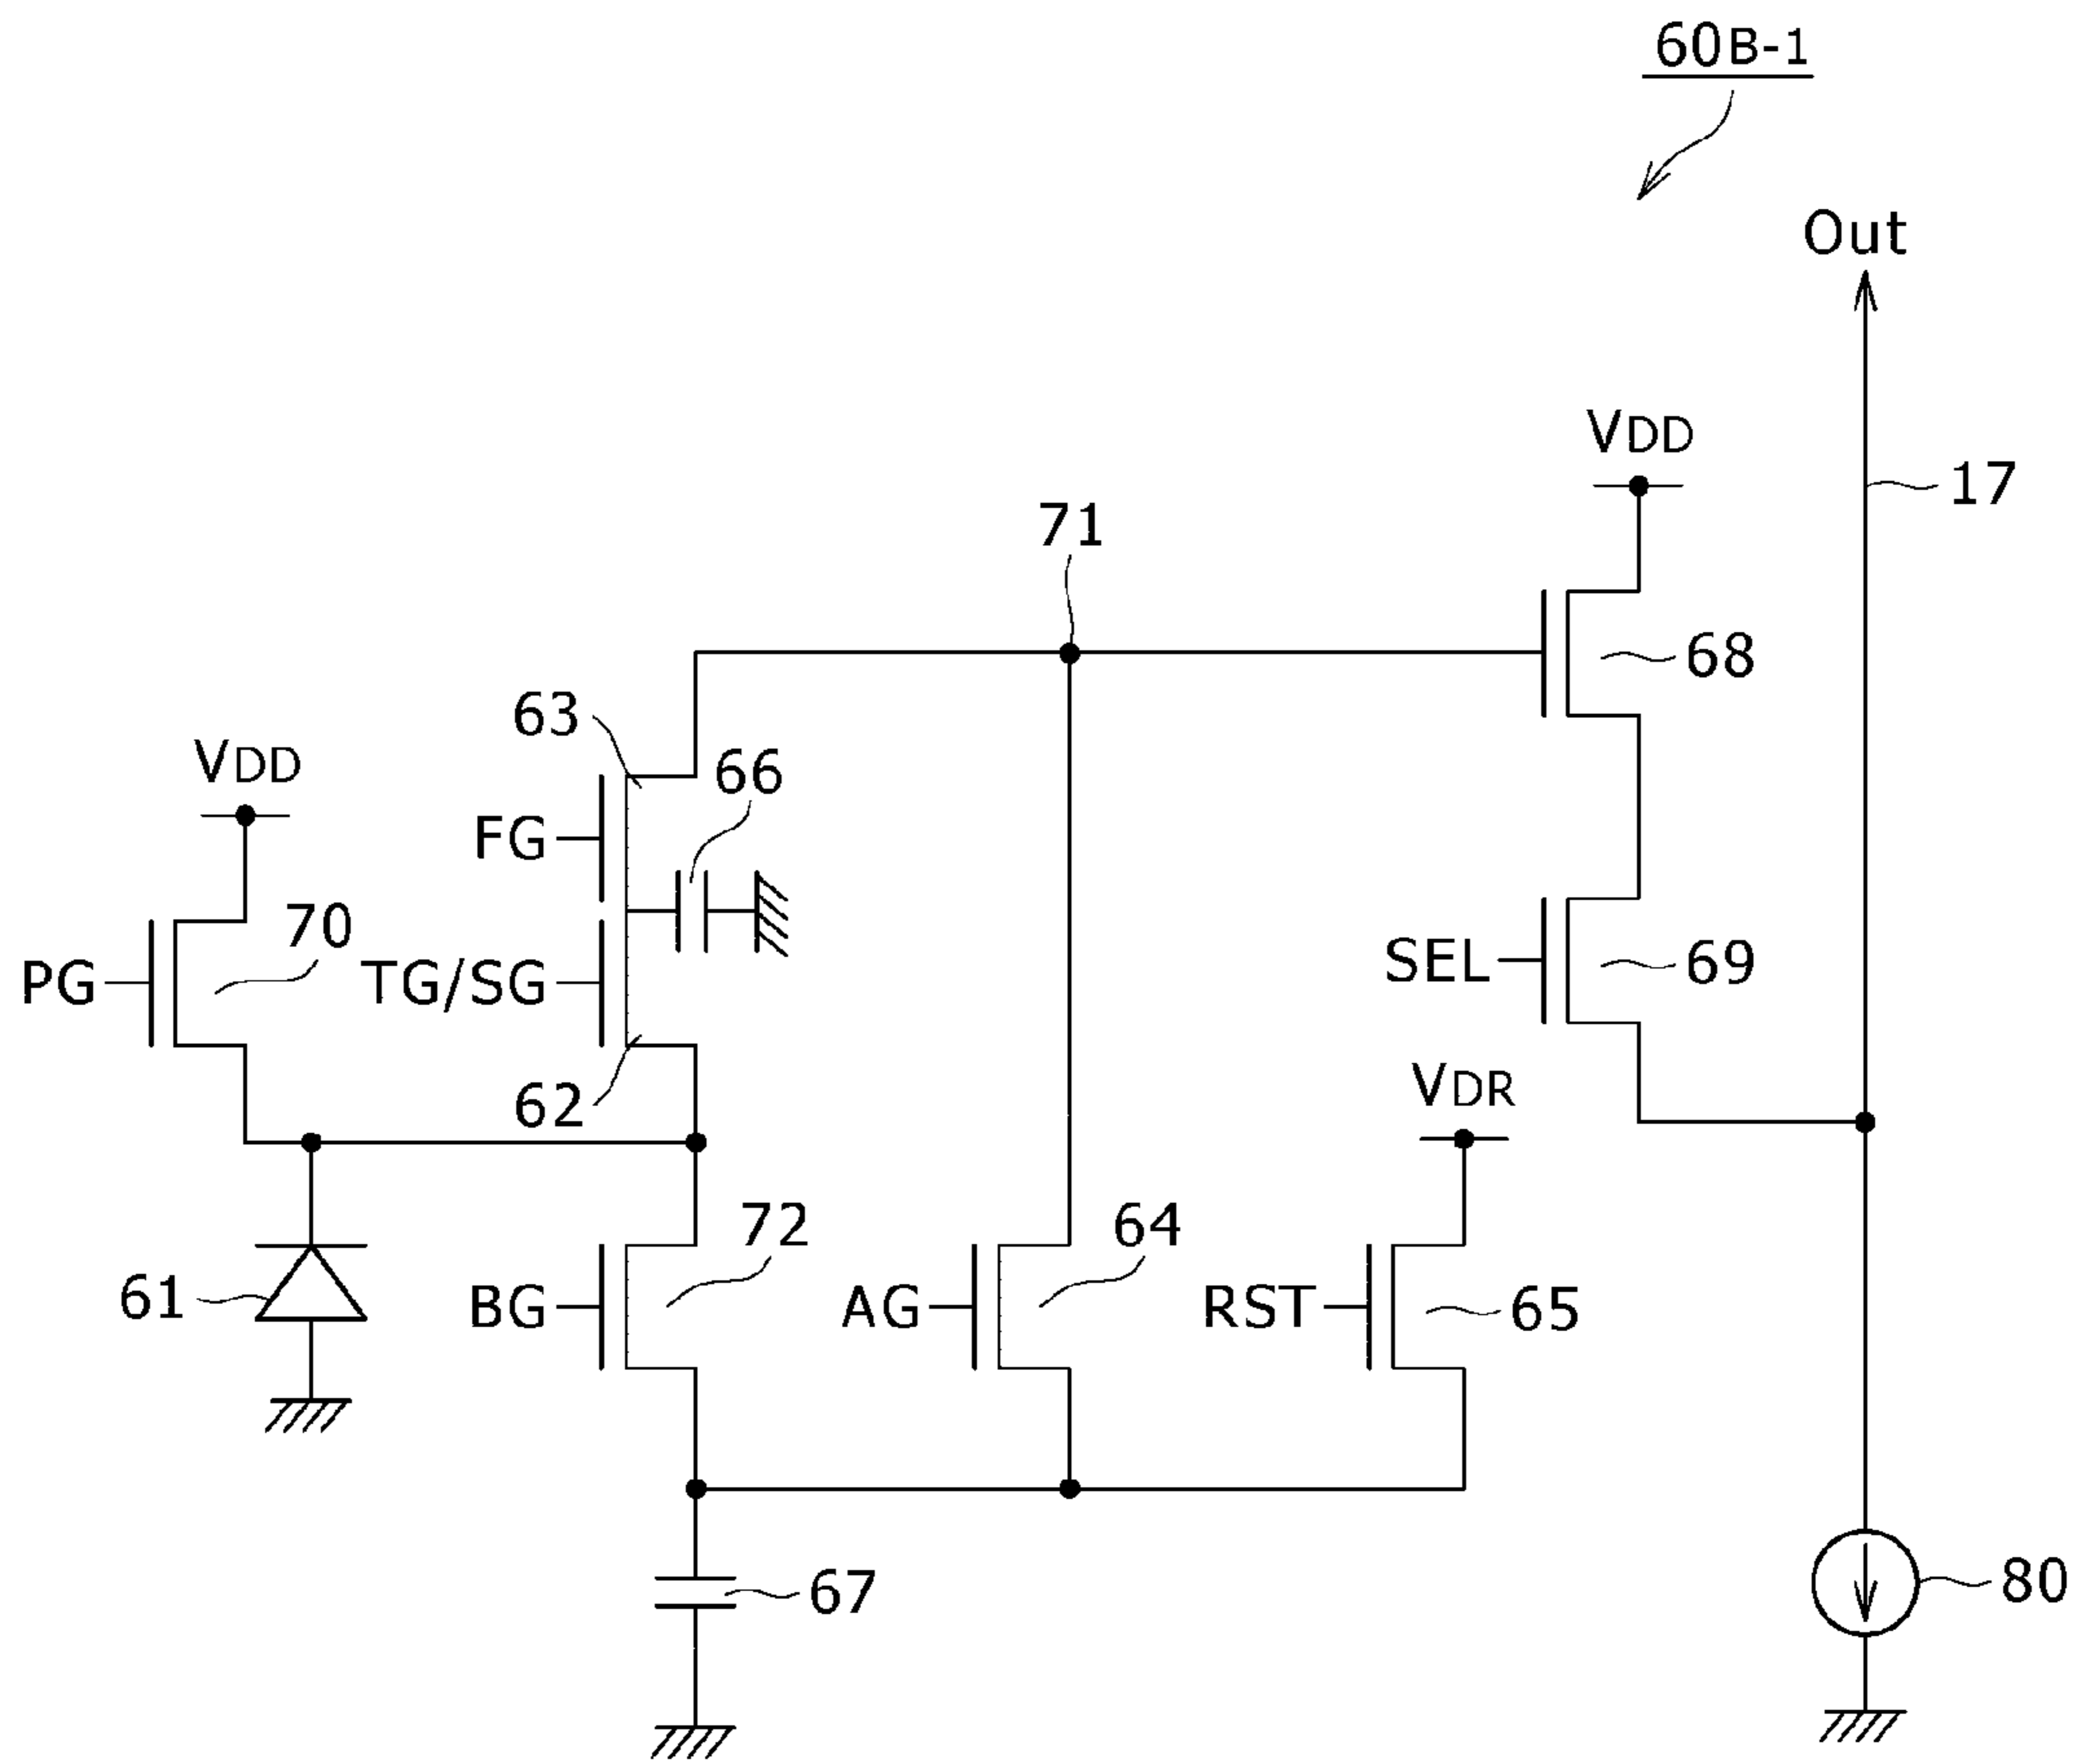 60B-1
Out
VDD
17
71
68
63
66
VDD
FG
70
SEL
69
PG
TG/SG
62
VDR
72
64
61
BG
AG
RST
65
67
80